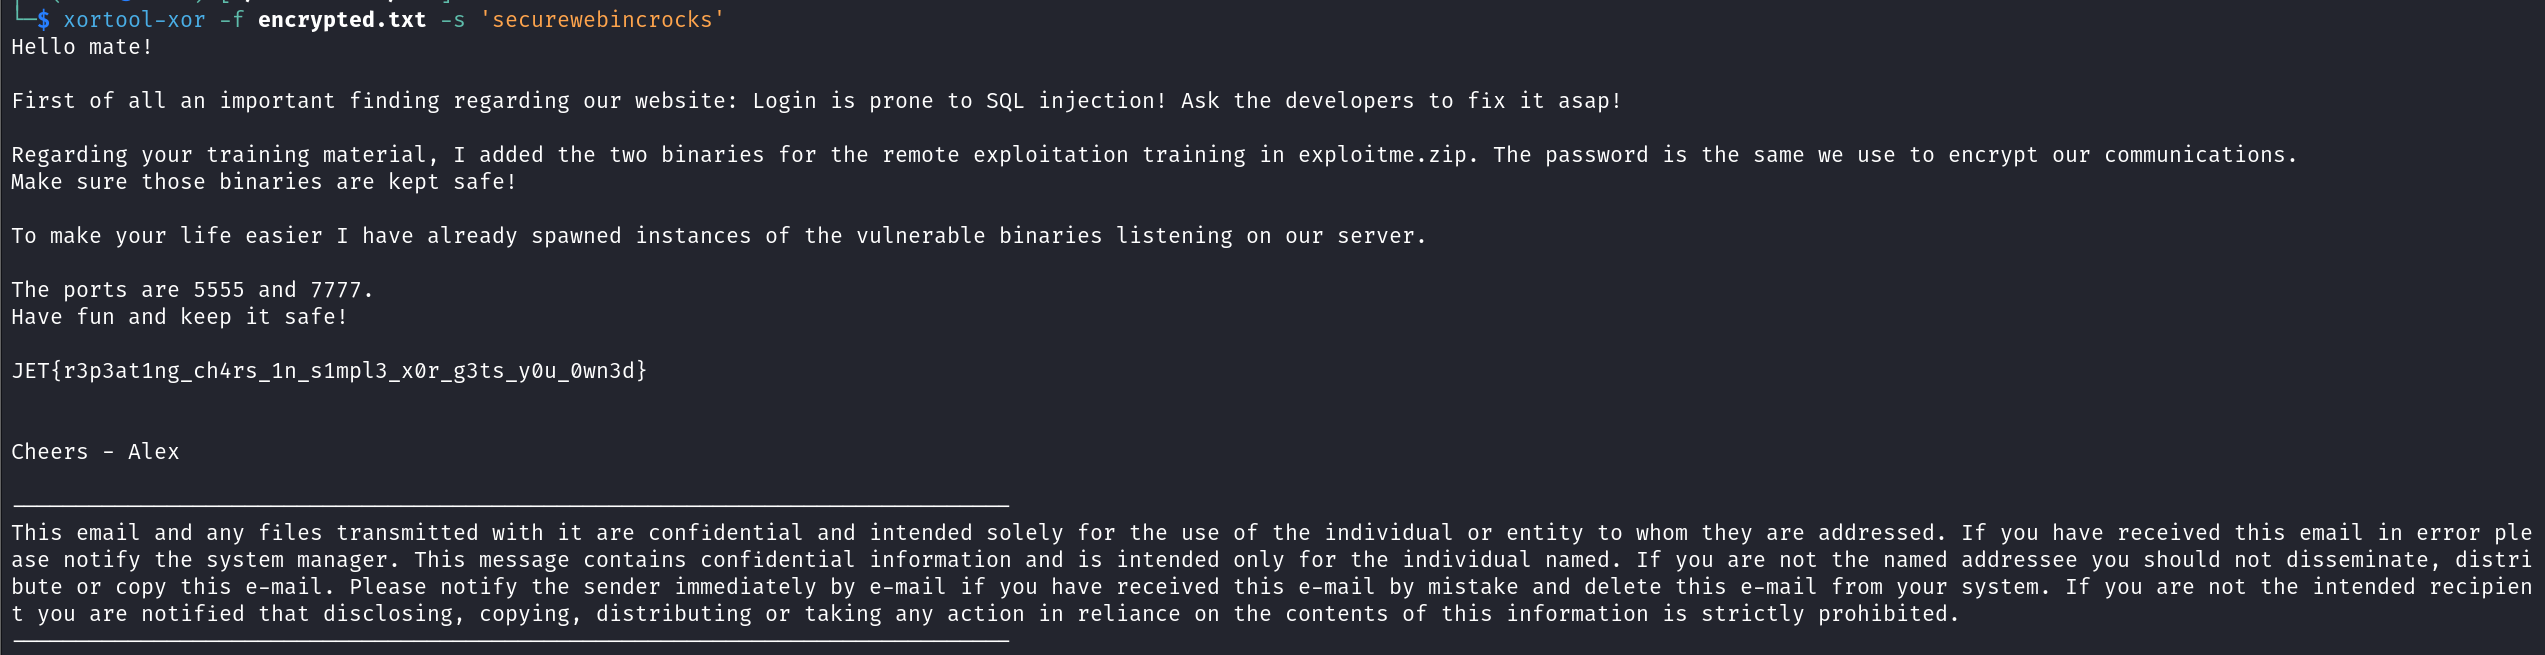 └─$ xortool-xor -f encrypted.txt -s 'securewebincrocks'
Hello mate!
First of all an important finding regarding our website: Login is prone to SQL injection! Ask the developers to fix it asap!
Regarding your training material, I added the two binaries for the remote exploitation training in exploitme.zip. The password is the same we use to encrypt our communications.
Make sure those binaries are kept safe!
To make your life easier I have already spawned instances of the vulnerable binaries listening on our server.
The ports are 5555 and 7777.
Have fun and keep it safe!
JET{r3p3at1ng_ch4rs_1n_s1mpl3_x0r_g3ts_y0u_0wn3d}
Cheers - Alex
This email and any files transmitted with it are confidential and intended solely for the use of the individual or entity to whom they are addressed. If you have received this email in error ple
ase notify the system manager. This message contains confidential information and is intended only for the individual named. If you are not the named addressee you should not disseminate, distri
bute or copy this e-mail. Please notify the sender immediately by e-mail if you have received this e-mail by mistake and delete this e-mail from your system. If you are not the intended recipien
t you are notified that disclosing, copying, distributing or taking any action in reliance on the contents of this information is strictly prohibited.